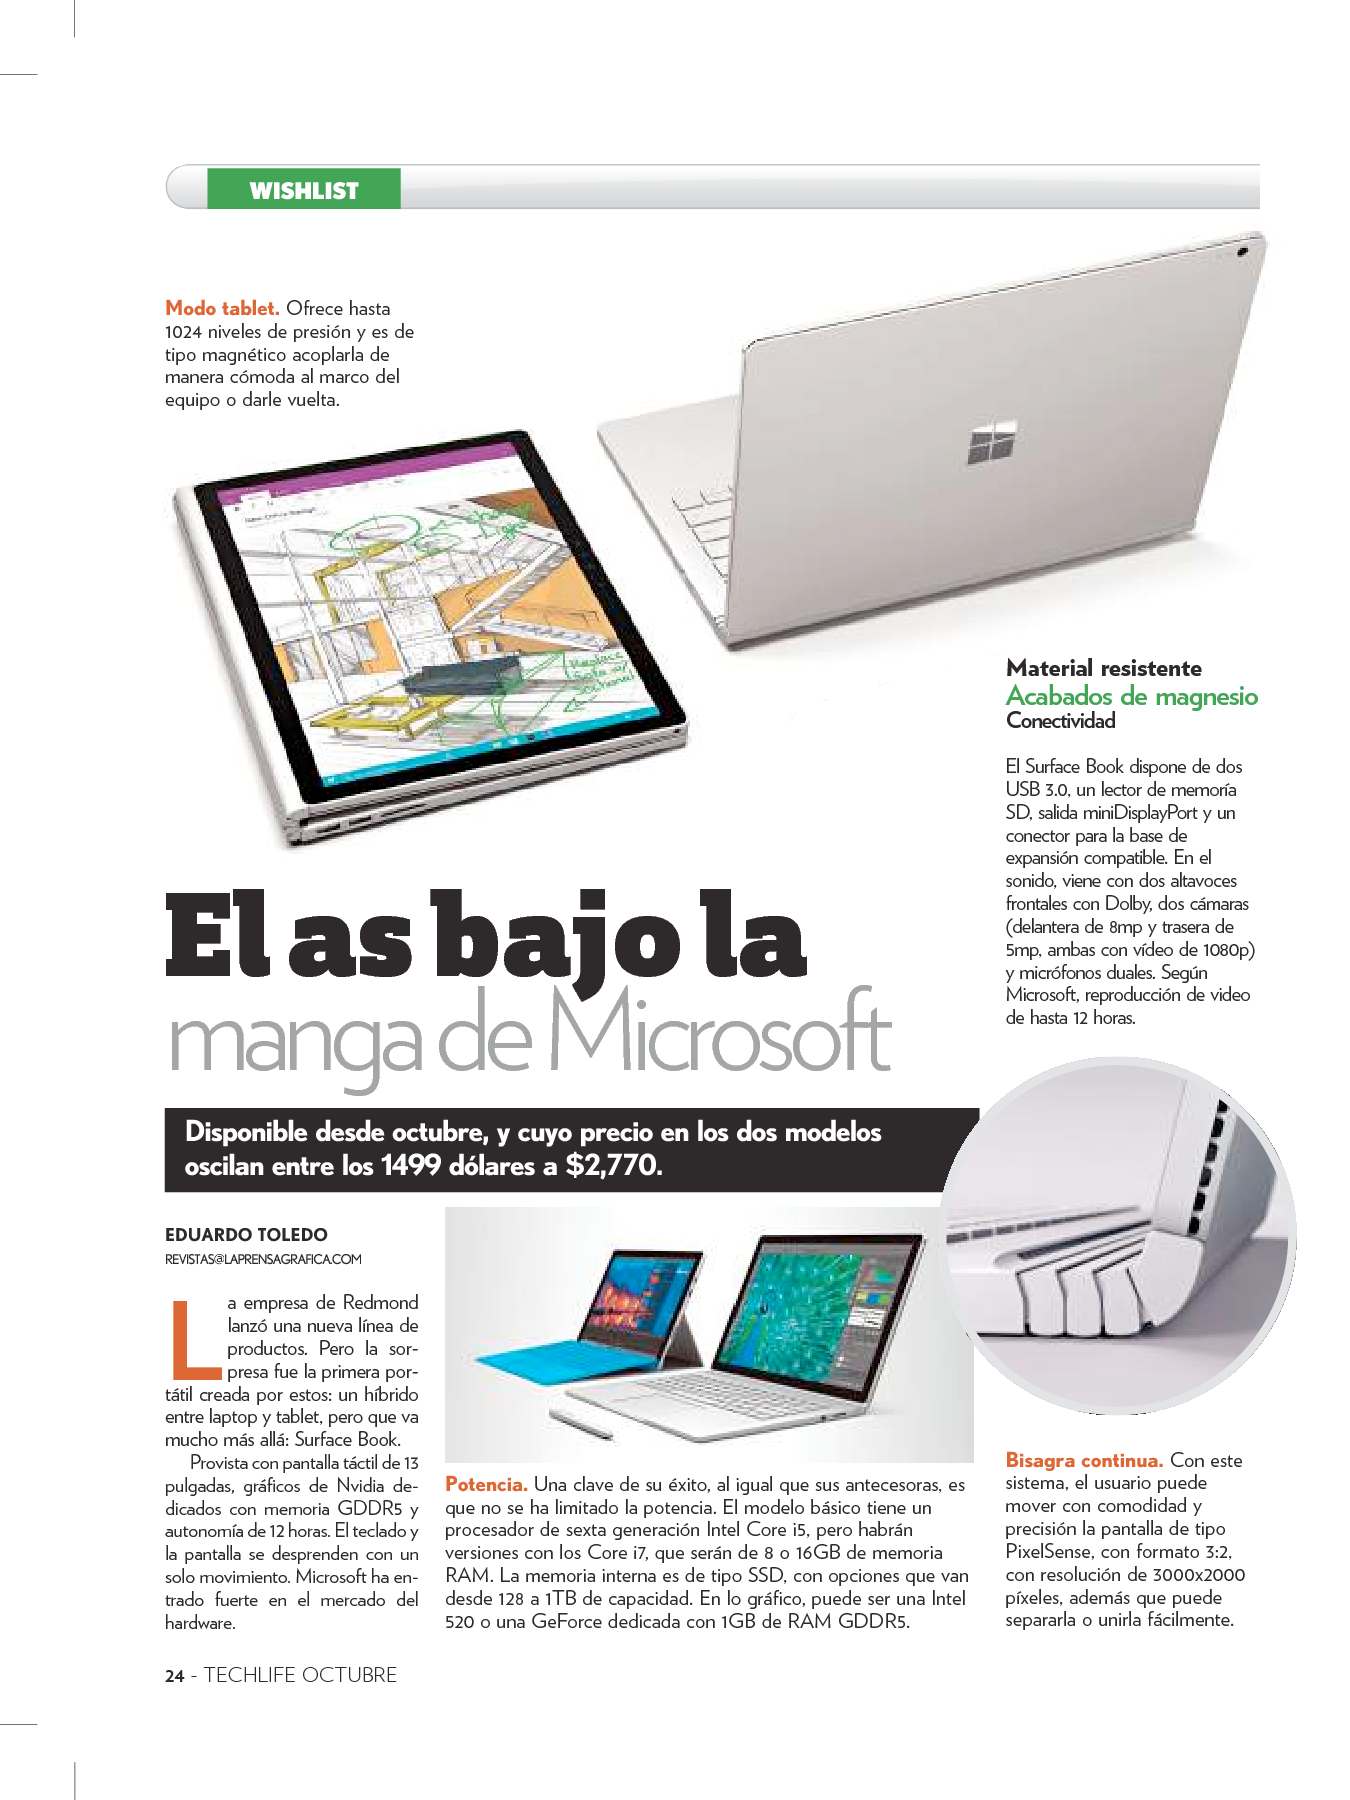 WISHLIST
Modo tablet. Ofrece hasta
1024 niveles de presión y es de
tipo magnético acoplarla de
manera cómoda al marco del
equipo o darle vuelta.
Replace
Sofa w/
sectional
Material resistente
Acabados de magnesio
Conectividad
El Surface Book dispone de dos
USB 3.0, un lector de memoría
SD, salida miniDisplayPort y un
conector para la base de
expansión compatible. En el
sonido, viene con dos altavoces
frontales con Dolby, dos cámaras
(delantera de 8mp y trasera de
5mp, ambas con vídeo de 1080p)
y micrófonos duales. Según
Microsoft, reproducción de video
de hasta 12 horas.
El as bajo la
manga de Microsoft
Disponible desde octubre, y cuyo precio en los dos modelos
oscilan entre los 1499 dólares a $2,770.
EDUARDO TOLEDO
REVISTAS@LAPRENSAGRAFICA.COM
La empresa de Redmond
lanzó una nueva línea de
productos. Pero la sor-
presa fue la primera por-
tátil creada por estos: un híbrido
entre laptop y tablet, pero que va
mucho más allá: Surface Book.
Provista con pantalla táctil de 13
pulgadas, gráficos de Nvidia de-
dicados con memoria GDDR5 y
autonomía de 12 horas. El teclado y
la pantalla se desprenden con un
solo movimiento. Microsoft ha en-
trado fuerte en el mercado del
hardware.
Potencia. Una clave de su éxito, al igual que sus antecesoras, es
que no se ha limitado la potencia. El modelo básico tiene un
procesador de sexta generación Intel Core i5, pero habrán
versiones con los Core i7, que serán de 8 o 16GB de memoria
RAM. La memoria interna es de tipo SSD, con opciones que van
desde 128 a 1TB de capacidad. En lo gráfico, puede ser una Intel
520 o una GeForce dedicada con 1GB de RAM GDDR5.
Bisagra continua. Con este
sistema, el usuario puede
mover con comodidad y
precisión la pantalla de tipo
PixelSense, con formato 3:2,
con resolución de 3000x2000
píxeles, además que puede
separarla o unirla fácilmente.
24 - TECHLIFE OCTUBRE